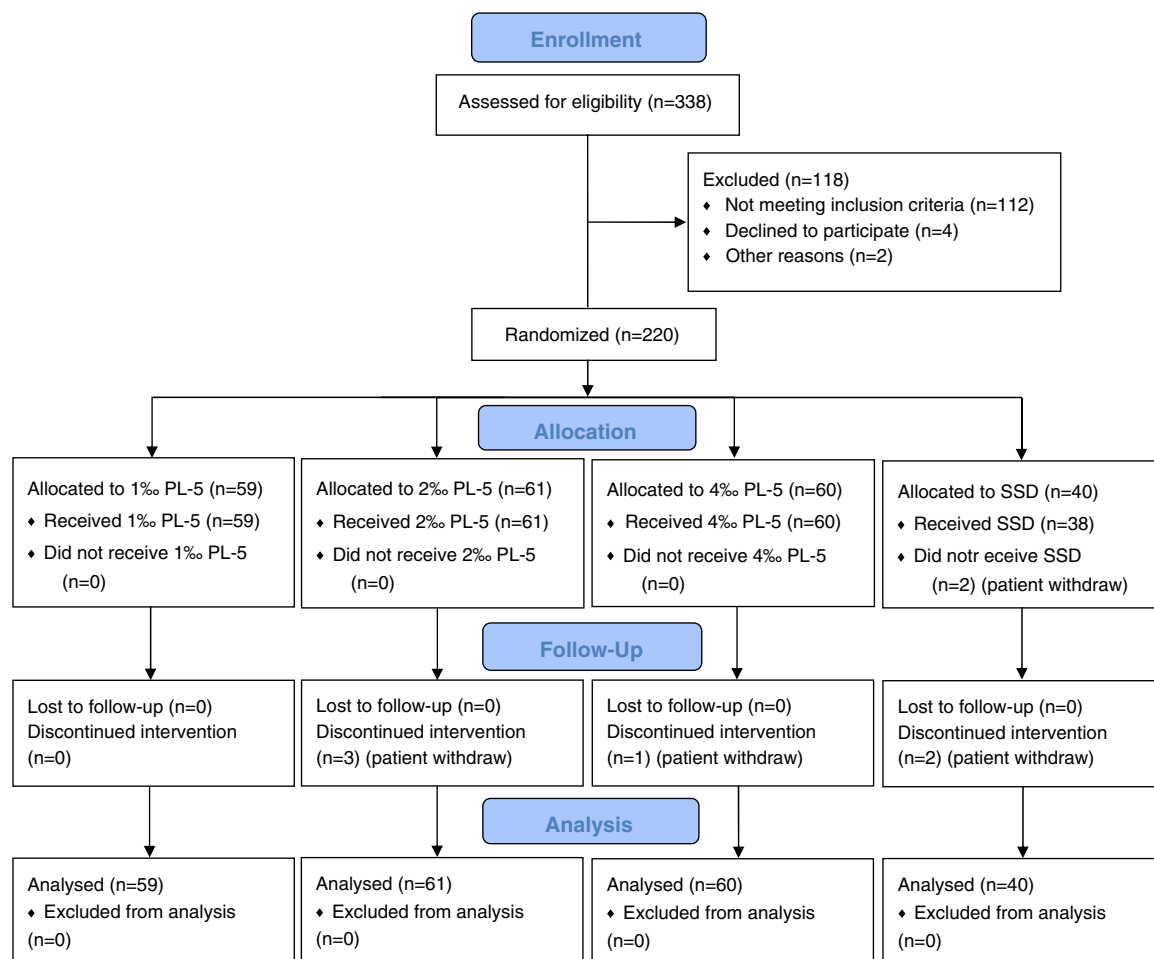 Enrollment
Assessed for eligibility (n=338)
Excluded (n=118)
♦ Not meeting inclusion criteria (n=112)
♦ Declined to participate (n=4)
♦ Other reasons (n=2)
Randomized (n=220)
Allocation
Allocated to 1‰ PL-5 (n=59)
♦ Received 1‰ PL-5 (n=59)
♦ Did not receive 1‰ PL-5
(n=0)
Allocated to 2‰ PL-5 (n=61)
♦ Received 2‰ PL-5 (n=61)
♦ Did not receive 2‰ PL-5
(n=0)
Allocated to 4‰ PL-5 (n=60)
♦ Received 4‰ PL-5 (n=60)
♦ Did not receive 4‰ PL-5
(n=0)
Allocated to SSD (n=40)
♦ Received SSD (n=38)
♦ Did notr eceive SSD
(n=2) (patient withdraw)
Follow-Up
Lost to follow-up (n=0)
Discontinued intervention
(n=0)
Lost to follow-up (n=0)
Discontinued intervention
(n=3) (patient withdraw)
Lost to follow-up (n=0)
Discontinued intervention
(n=1) (patient withdraw)
Lost to follow-up (n=0)
Discontinued intervention
(n=2) (patient withdraw)
Analysis
Analysed (n=59)
♦ Excluded from analysis
(n=0)
Analysed (n=61)
♦ Excluded from analysis
(n=0)
Analysed (n=60)
♦ Excluded from analysis
(n=0)
Analysed (n=40)
♦ Excluded from analysis
(n=0)